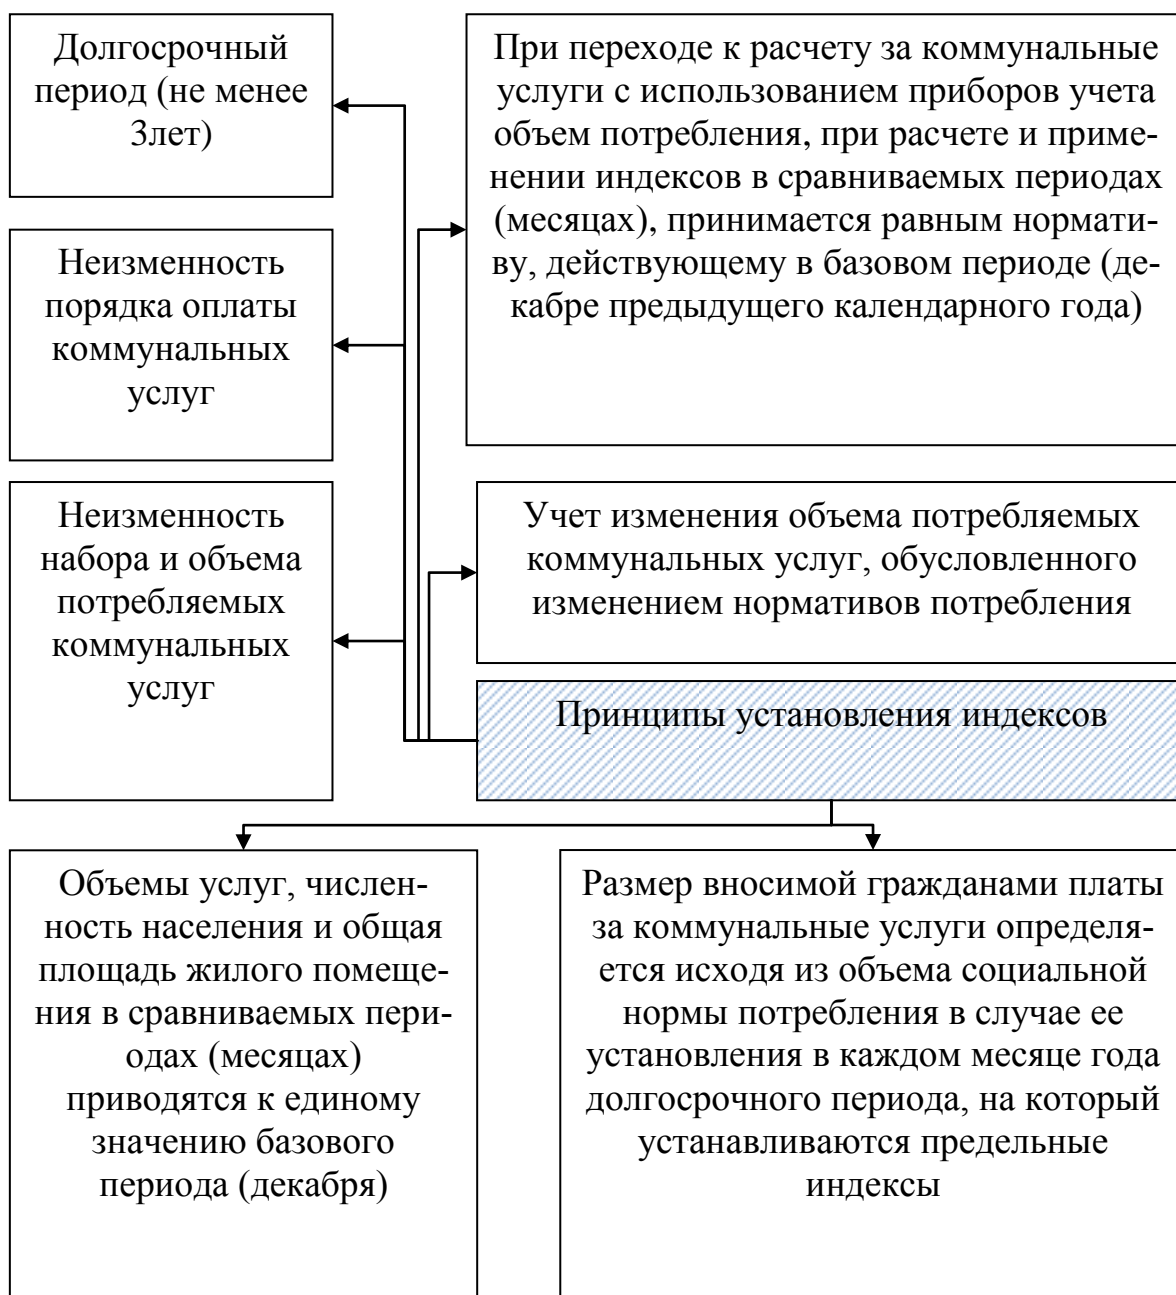 Долгосрочный
период (не менее
3лет)
При переходе к расчету за коммунальные
услуги с использованием приборов учета
объем потребления, при расчете и приме-
нении индексов в сравниваемых периодах
(месяцах), принимается равным нормати-
ву, действующему в базовом периоде (де-
кабре предыдущего календарного года)
Неизменность
порядка оплаты
коммунальных
услуг
Неизменность
набора и объема
потребляемых
коммунальных
услуг
Учет изменения объема потребляемых
коммунальных услуг, обусловленного
изменением нормативов потребления
Принципы установления индексов
Объемы услуг, числен-
ность населения и общая
площадь жилого помеще-
ния в сравниваемых пери-
одах (месяцах)
приводятся к единому
значению базового
периода (декабря)
Размер вносимой гражданами платы
за коммунальные услуги определя-
ется исходя из объема социальной
нормы потребления в случае ее
установления в каждом месяце года
долгосрочного периода, на который
устанавливаются предельные
индексы